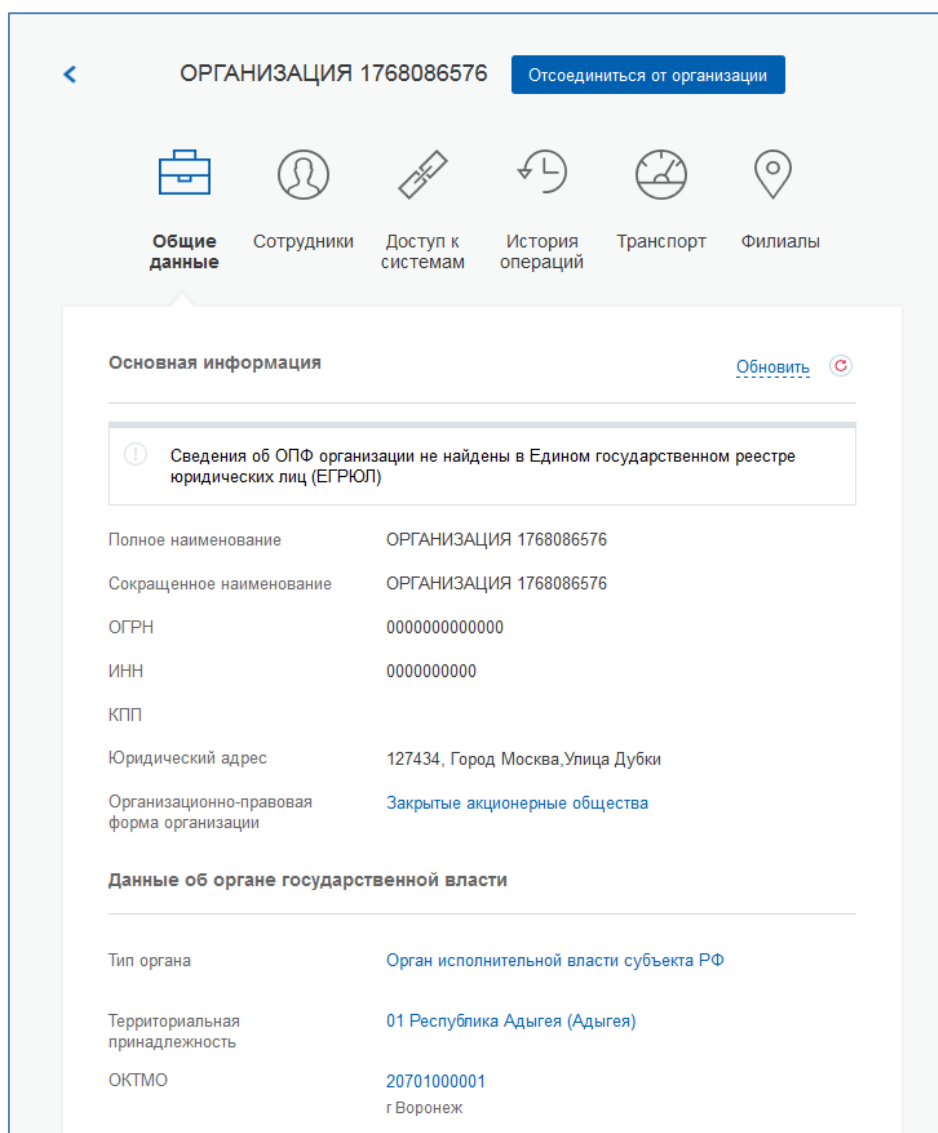 ОРГАНИЗАЦИЯ 1768086576 Отсоединиться от организации
Общие данные
Сотрудники
Доступ к системам
История операций
Транспорт
Филиалы
Основная информация Обновить
Сведения об ОПФ организации не найдены в Едином государственном реестре
юридических лиц (ЕГРЮЛ)
Полное наименование ОРГАНИЗАЦИЯ 1768086576
Сокращенное наименование ОРГАНИЗАЦИЯ 1768086576
ОГРН 0000000000000
ИНН 0000000000
КПП
Юридический адрес 127434, Город Москва,Улица Дубки
Организационно-правовая
форма организации
Закрытые акционерные общества
Данные об органе государственной власти
Тип органа Орган исполнительной власти субъекта РФ
Территориальная
принадлежность
01 Республика Адыгея (Адыгея)
ОКТМО 20701000001
г Воронеж